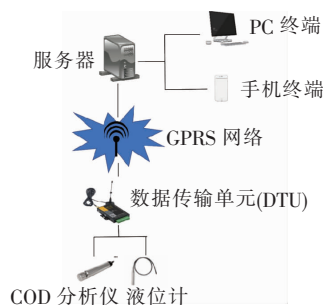 PC 终端
服务器
手机终端
GPRS 网络
数据传输单元(DTU)
COD 分析仪 液位计